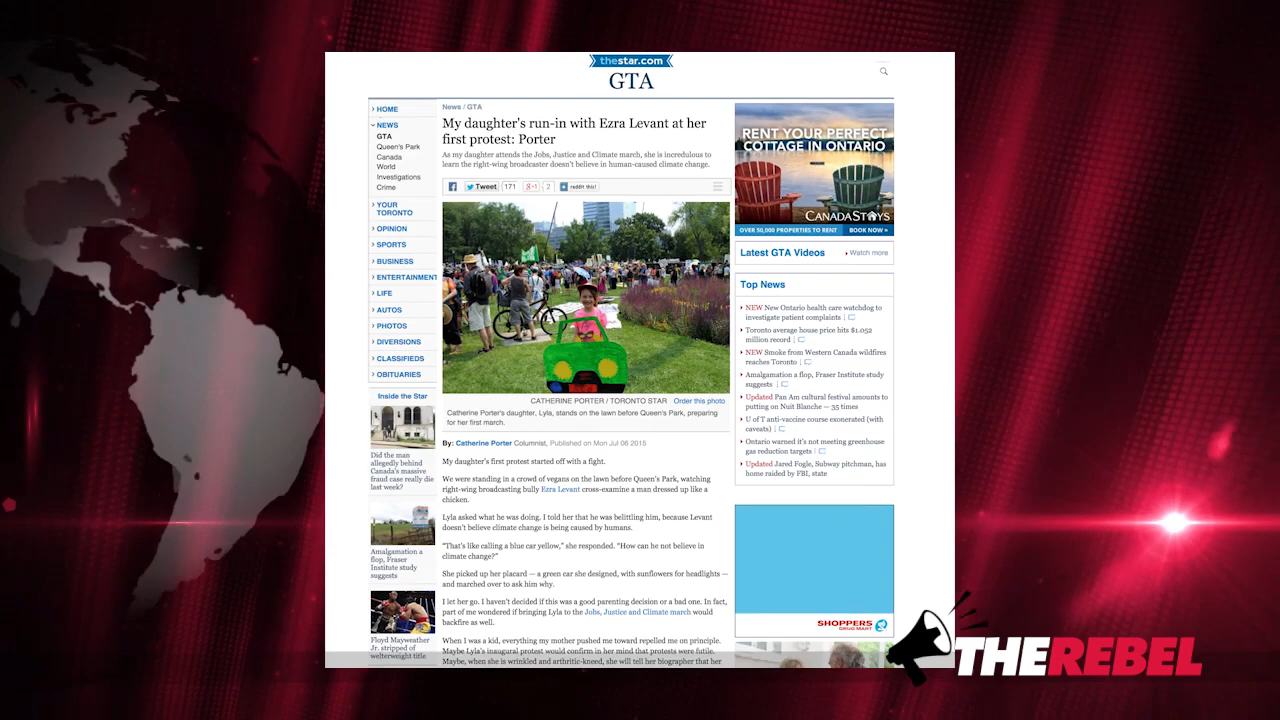 thestar.com
GTA
HOME
NEWS
GTA
Queen's Park
Canada
World
Investigations
Crime
YOUR
TORONTO
OPINION
SPORTS
BUSINESS
ENTERTAINMENT
LIFE
AUTOS
PHOTOS
DIVERSIONS
CLASSIFIEDS
OBITUARIES
Inside the Star
Did the man
allegedly behind
Canada's massive
fraud case really die
last week?
Amalgamation a
flop, Fraser
Institute study
suggests
Floyd Mayweather
Jr. stripped of
welterweight title
News / GTA
My daughter's run-in with Ezra Levant at her
first protest: Porter
As my daughter attends the Jobs, Justice and Climate march, she is incredulous to
learn the right-wing broadcaster doesn't believe in human-caused climate change.
Tweet 171 g+1 2 reddit this!
CATHERINE PORTER / TORONTO STAR Order this photo
Catherine Porter's daughter, Lyla, stands on the lawn before Queen's Park, preparing
for her first march.
By: Catherine Porter Columnist, Published on Mon Jul 06 2015
My daughter's first protest started off with a fight.
We were standing in a crowd of vegans on the lawn before Queen's Park, watching
right-wing broadcasting bully Ezra Levant cross-examine a man dressed up like a
chicken.
Lyla asked what he was doing. I told her that he was belittling him, because Levant
doesn't believe climate change is being caused by humans.
"That's like calling a blue car yellow," she responded. "How can he not believe in
climate change?"
She picked up her placard — a green car she designed, with sunflowers for headlights —
and marched over to ask him why.
I let her go. I haven't decided if this was a good parenting decision or a bad one. In fact,
part of me wondered if bringing Lyla to the Jobs, Justice and Climate march would
backfire as well.
When I was a kid, everything my mother pushed me toward repelled me on principle.
Maybe Lyla's inaugural protest would confirm in her mind that protests were futile.
Maybe, when she is wrinkled and arthritic-kneed, she will tell her biographer that her
RENT YOUR PERFECT
COTTAGE IN ONTARIO
CANADASTAYS
OVER 50,000 PROPERTIES TO RENT BOOK NOW »
Latest GTA Videos Watch more
Top News
NEW New Ontario health care watchdog to
investigate patient complaints
Toronto average house price hits $1.052
million record
NEW Smoke from Western Canada wildfires
reaches Toronto
Amalgamation a flop, Fraser Institute study
suggests
Updated Pan Am cultural festival amounts to
putting on Nuit Blanche — 35 times
U of T anti-vaccine course exonerated (with
caveats)
Ontario warned it's not meeting greenhouse
gas reduction targets
Updated Jared Fogle, Subway pitchman, has
home raided by FBI, state
SHOPPERS
DRUG MART
THEREBEL